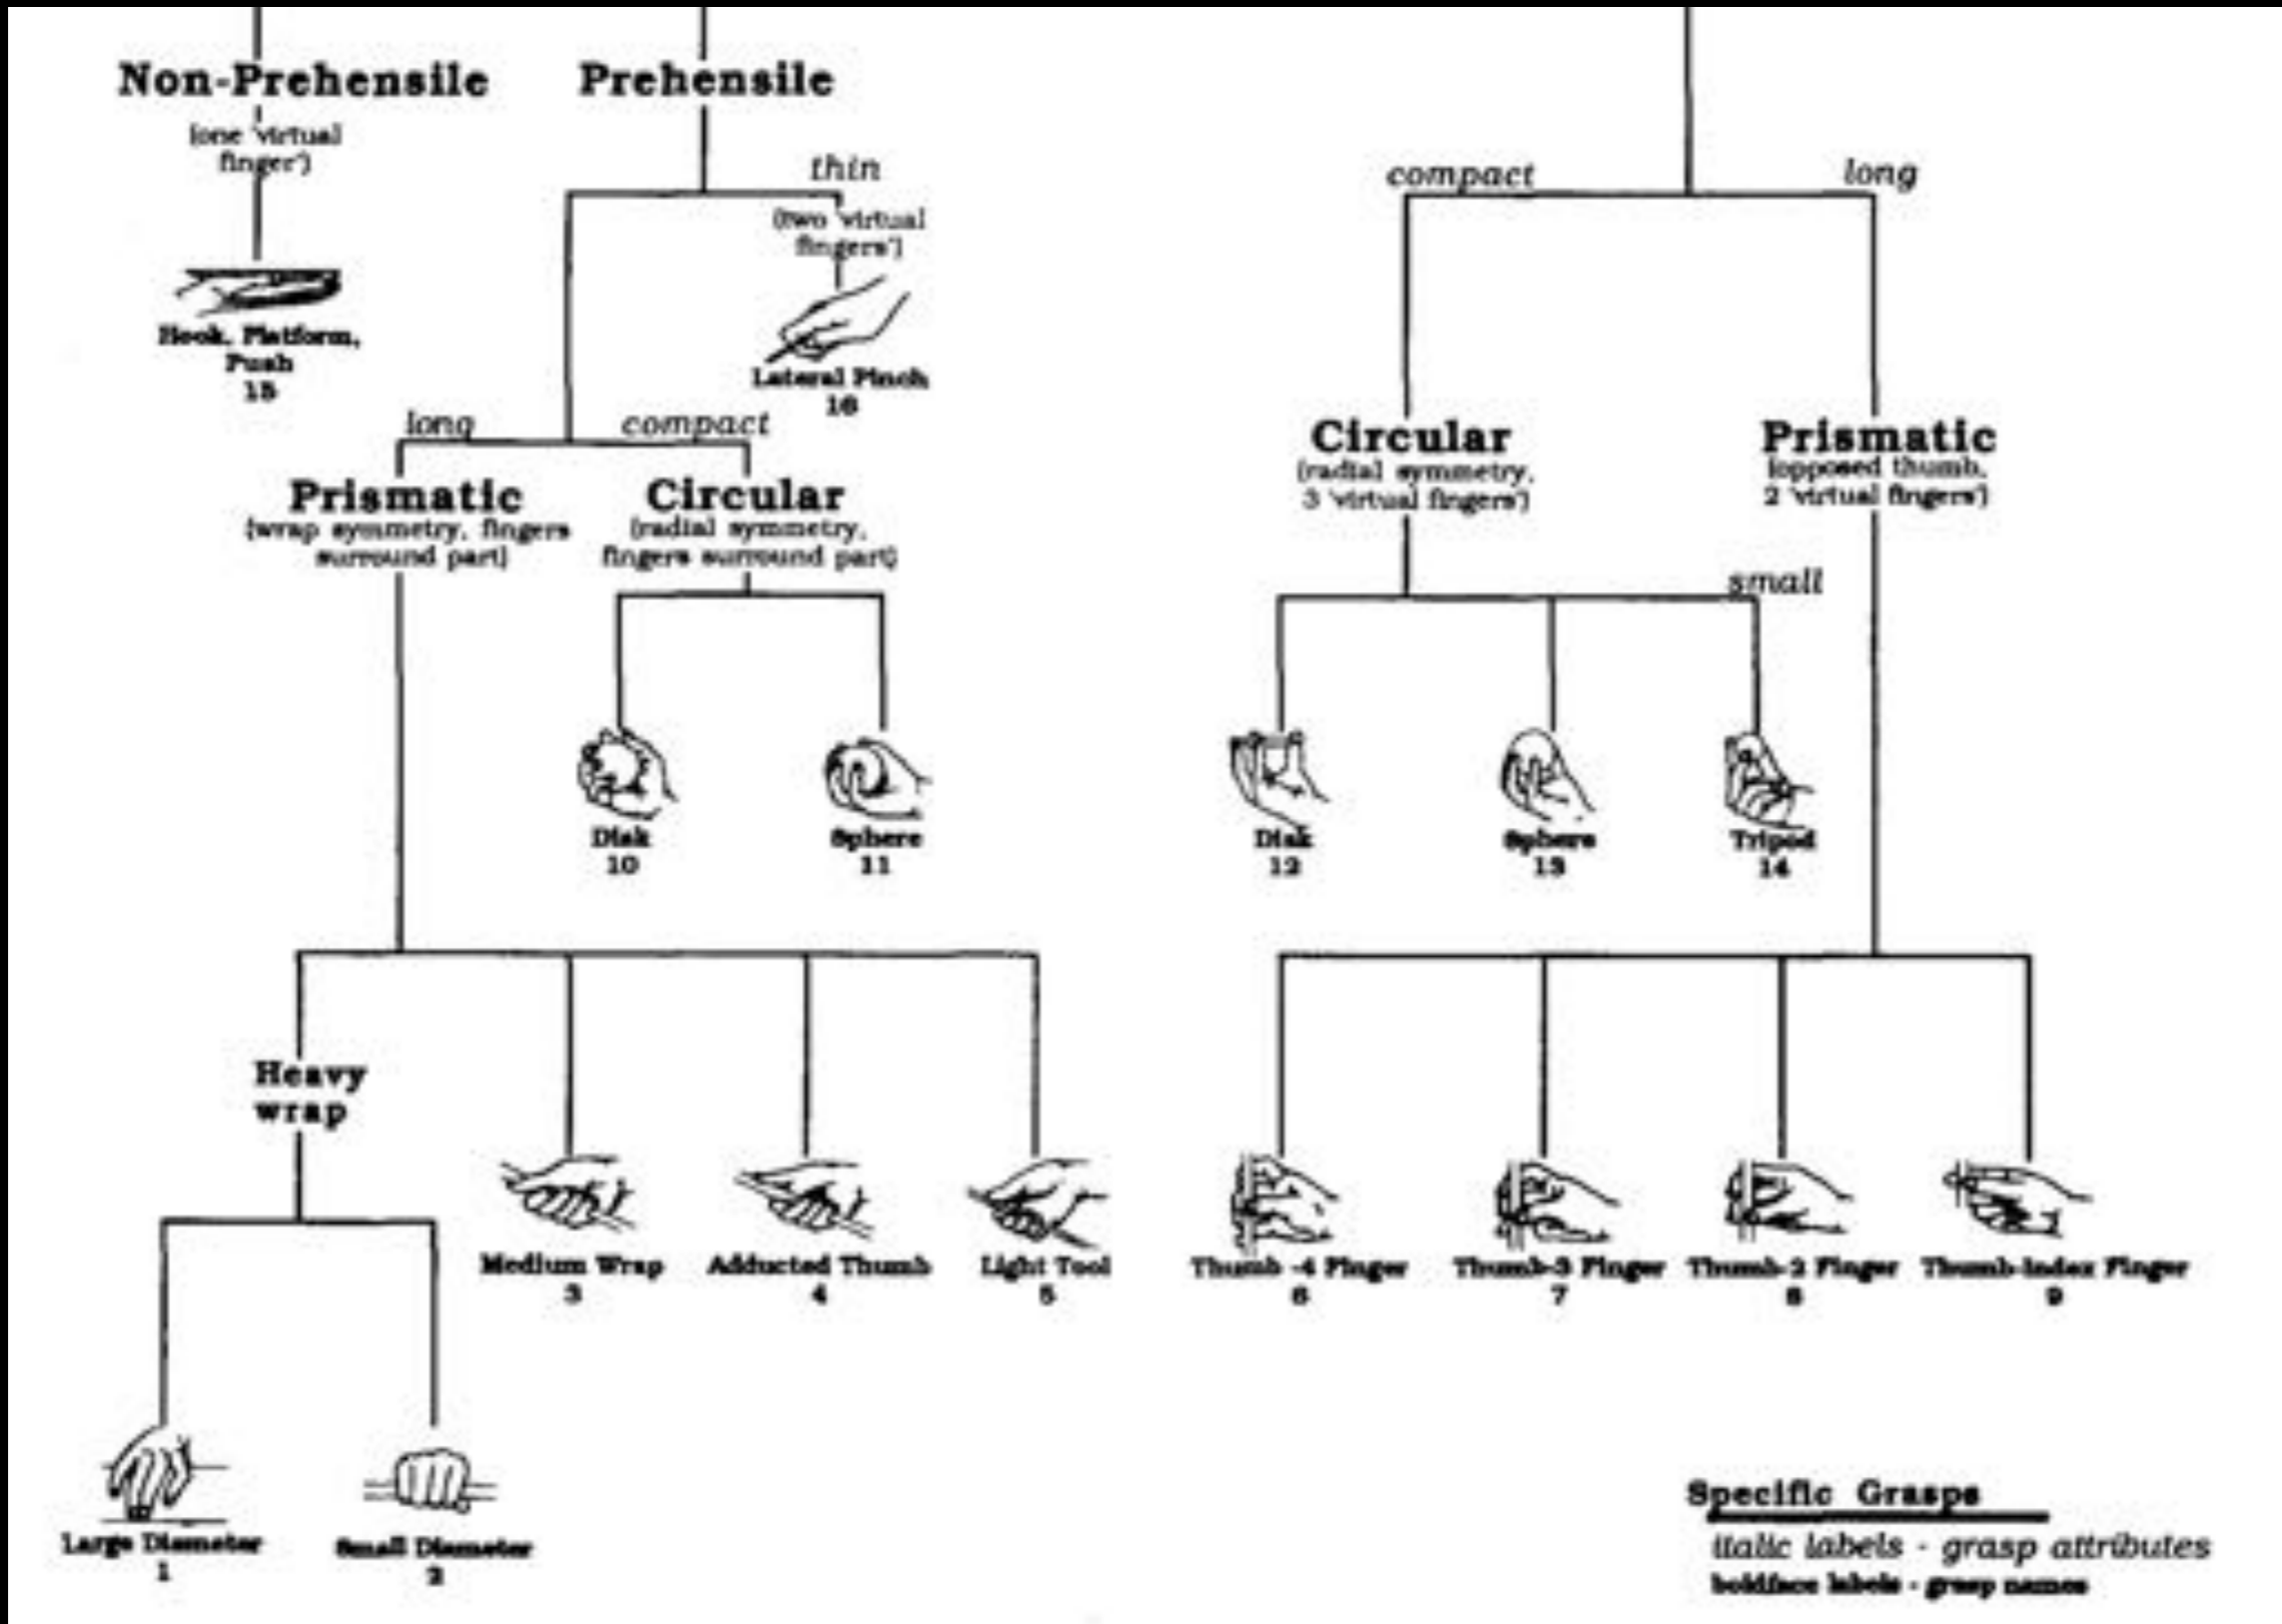 Non-Prehensile
(one 'virtual
finger')
Hook, Platform,
Push
15
Prehensile
thin
(two 'virtual
fingers')
Lateral Pinch
16
long
compact
Prismatic
(wrap symmetry, fingers
surround part)
Circular
(radial symmetry,
fingers surround part)
Disk
10
Sphere
11
Heavy
wrap
Medium Wrap
3
Adducted Thumb
4
Light Tool
5
Large Diameter
1
Small Diameter
2
compact
long
Circular
(radial symmetry,
3 'virtual fingers')
Prismatic
(opposed thumb,
2 'virtual fingers')
small
Disk
12
Sphere
13
Tripod
14
Thumb -4 Finger
6
Thumb-3 Finger
7
Thumb-2 Finger
8
Thumb-Index Finger
9
Specific Grasps
italic labels - grasp attributes
boldface labels - grasp names